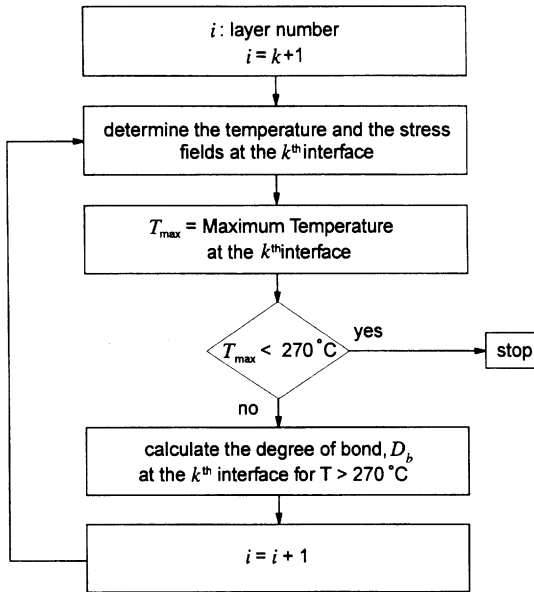 i : layer number
i = k+1
determine the temperature and the stress
fields at the kth interface
Tmax = Maximum Temperature
at the kth interface
Tmax < 270 °C
yes
stop
no
calculate the degree of bond, Db
at the kth interface for T > 270 °C
i = i + 1